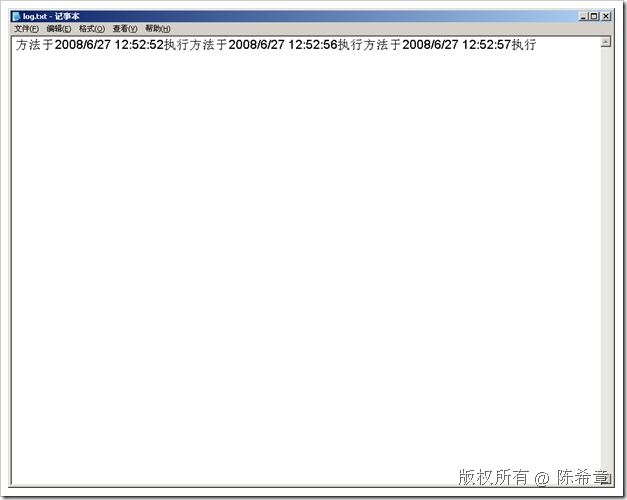 log.txt - 记事本
文件(F) 编辑(E) 格式(O) 查看(V) 帮助(H)
方法于2008/6/27 12:52:52执行方法于2008/6/27 12:52:56执行方法于2008/6/27 12:52:57执行
版权所有 @ 陈希章